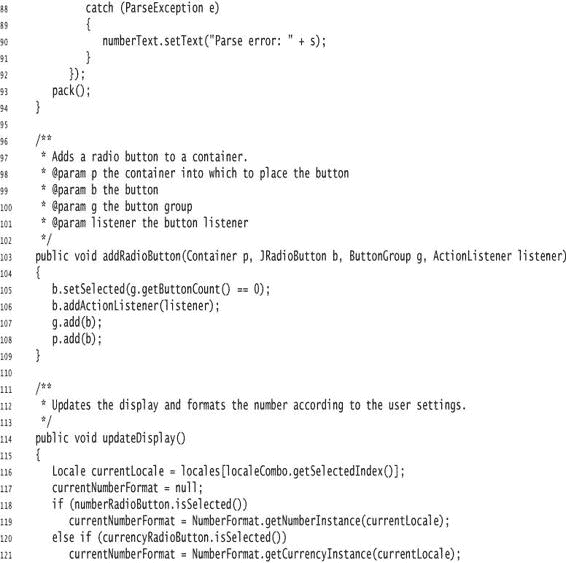 88 catch (ParseException e)
89 {
90 numberText.setText("Parse error: " + s);
91 }
92 });
93 pack();
94 }
95
96 /**
97 * Adds a radio button to a container.
98 * @param p the container into which to place the button
99 * @param b the button
100 * @param g the button group
101 * @param listener the button listener
102 */
103 public void addRadioButton(Container p, JRadioButton b, ButtonGroup g, ActionListener listener)
104 {
105 b.setSelected(g.getButtonCount() == 0);
106 b.addActionListener(listener);
107 g.add(b);
108 p.add(b);
109 }
110
111 /**
112 * Updates the display and formats the number according to the user settings.
113 */
114 public void updateDisplay()
115 {
116 Locale currentLocale = locales[localeCombo.getSelectedIndex()];
117 currentNumberFormat = null;
118 if (numberRadioButton.isSelected())
119 currentNumberFormat = NumberFormat.getNumberInstance(currentLocale);
120 else if (currencyRadioButton.isSelected())
121 currentNumberFormat = NumberFormat.getCurrencyInstance(currentLocale);